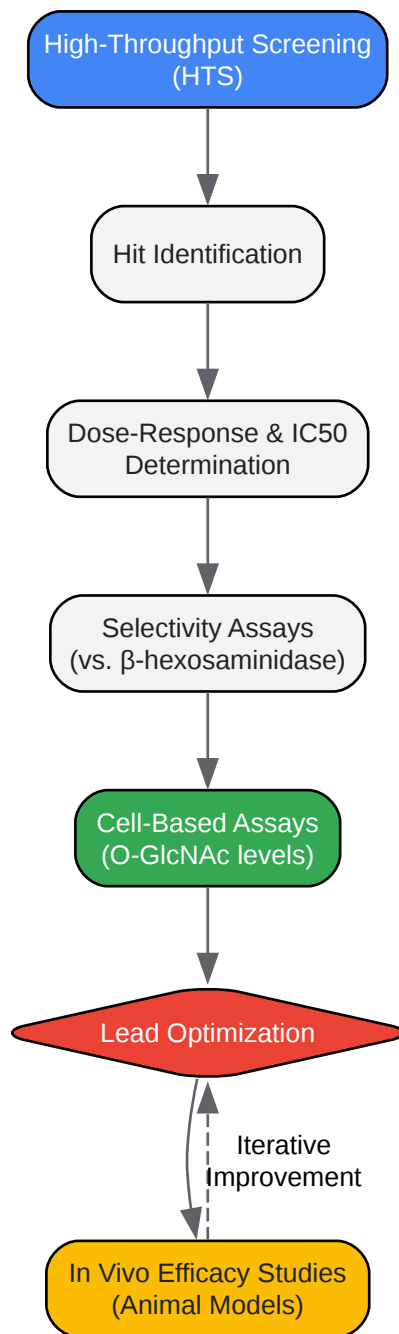 High-Throughput Screening
(HTS)
Hit Identification
Dose-Response & IC50
Determination
Selectivity Assays
(vs. β-hexosaminidase)
Cell-Based Assays
(O-GlcNAc levels)
Lead Optimization
Iterative
Improvement
In Vivo Efficacy Studies
(Animal Models)